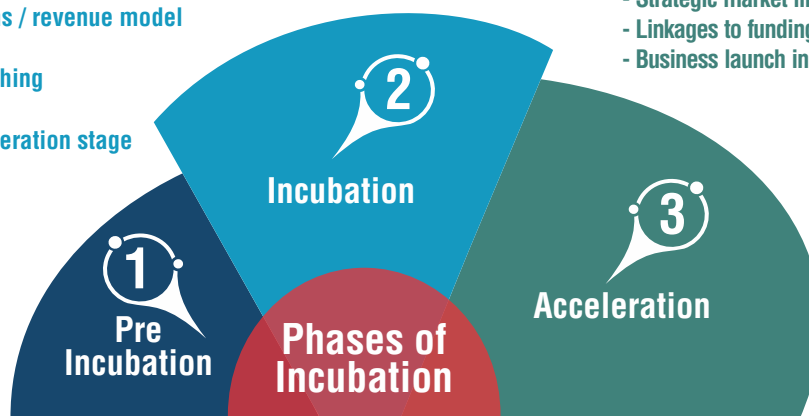 / revenue model
eration stage
- Linkages to funding
- Business launch in
2
Incubation
1
Pre
Incubation
3
Acceleration
Phases of
Incubation